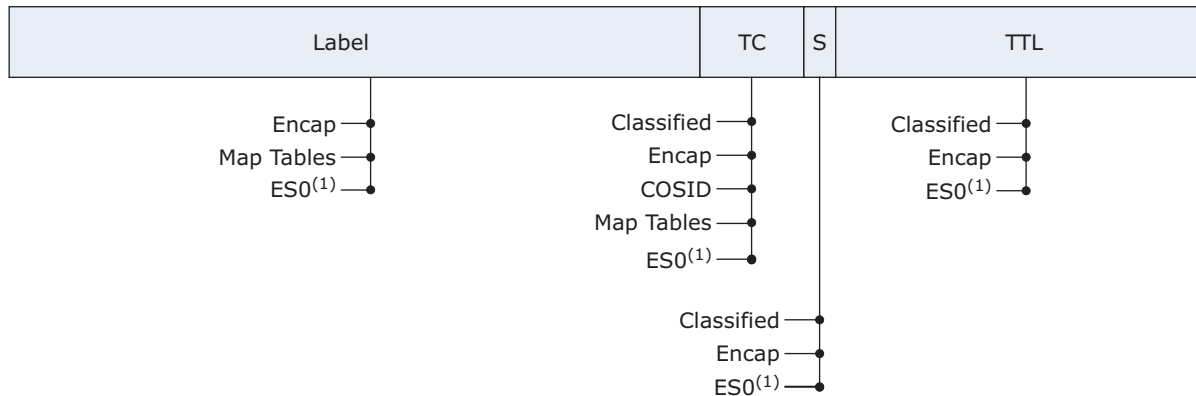 Label TC S TTL
Encap
Map Tables
ES0(1)
Classified
Encap
COSID
Map Tables
ES0(1)
Classified
Encap
ES0(1)
Classified
Encap
ES0(1)